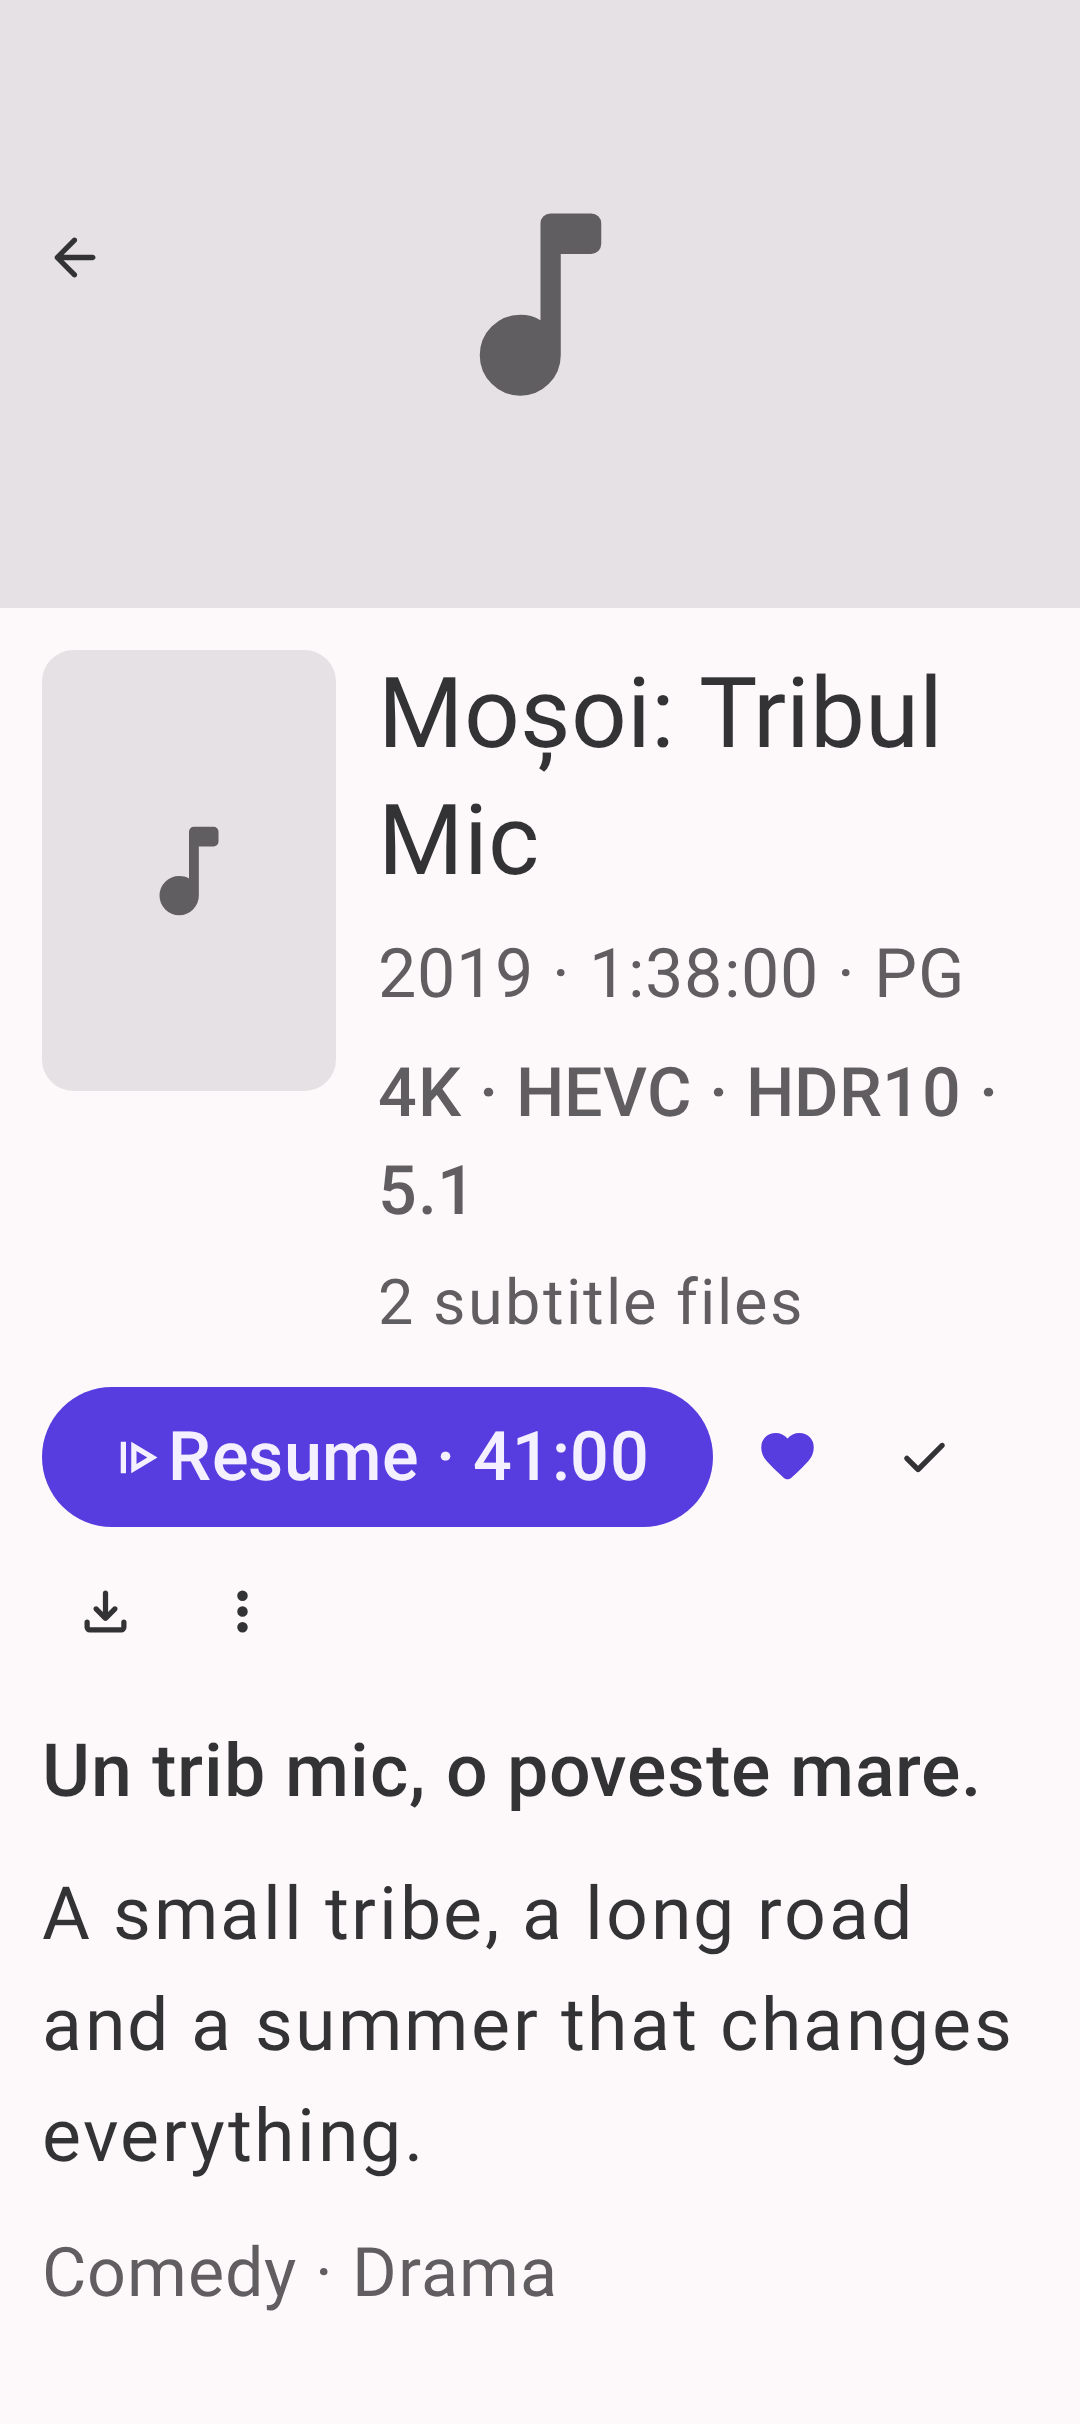 Moșoi: Tribul
Mic
2019 · 1:38:00 · PG
4K · HEVC · HDR10 ·
5.1
2 subtitle files
Resume · 41:00
Un trib mic, o poveste mare.
A small tribe, a long road
and a summer that changes
everything.
Comedy · Drama